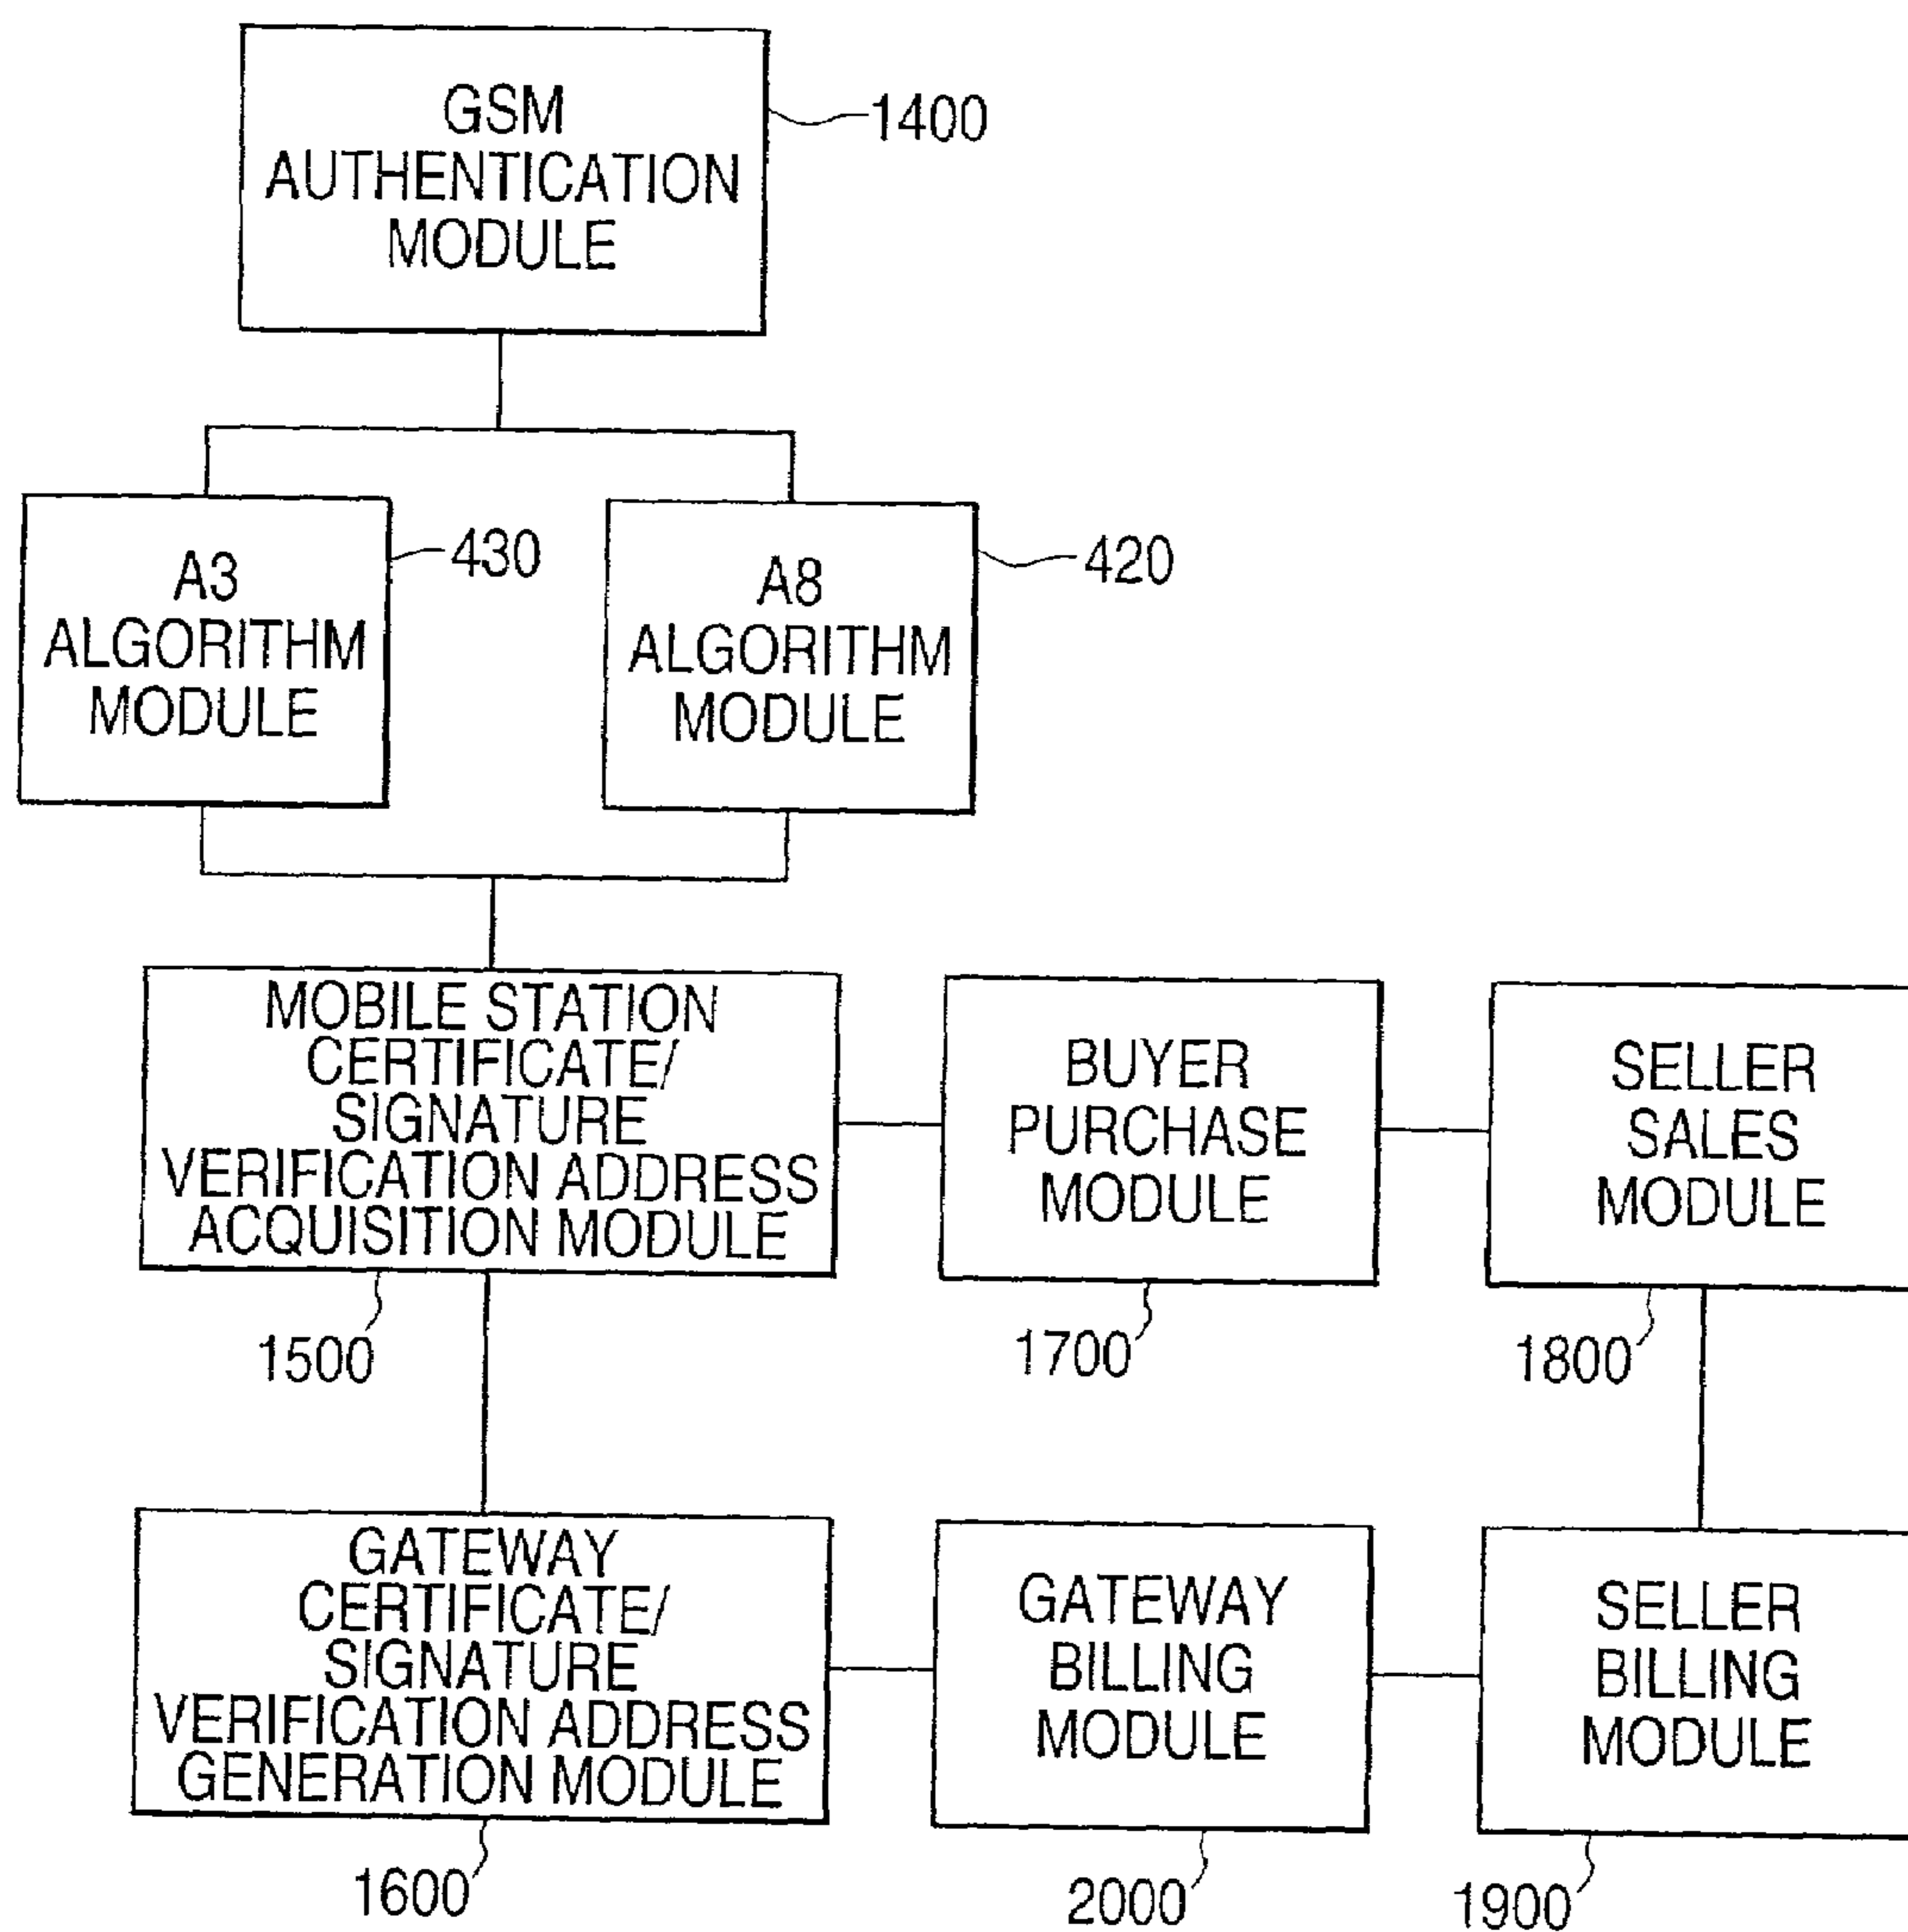 GSM
AUTHENTICATION
MODULE
1400
A3
ALGORITHM
MODULE
430
A8
ALGORITHM
MODULE
420
MOBILE STATION
CERTIFICATE/
SIGNATURE
VERIFICATION ADDRESS
ACQUISITION MODULE
1500
BUYER
PURCHASE
MODULE
1700
SELLER
SALES
MODULE
1800
GATEWAY
CERTIFICATE/
SIGNATURE
VERIFICATION ADDRESS
GENERATION MODULE
1600
GATEWAY
BILLING
MODULE
2000
SELLER
BILLING
MODULE
1900